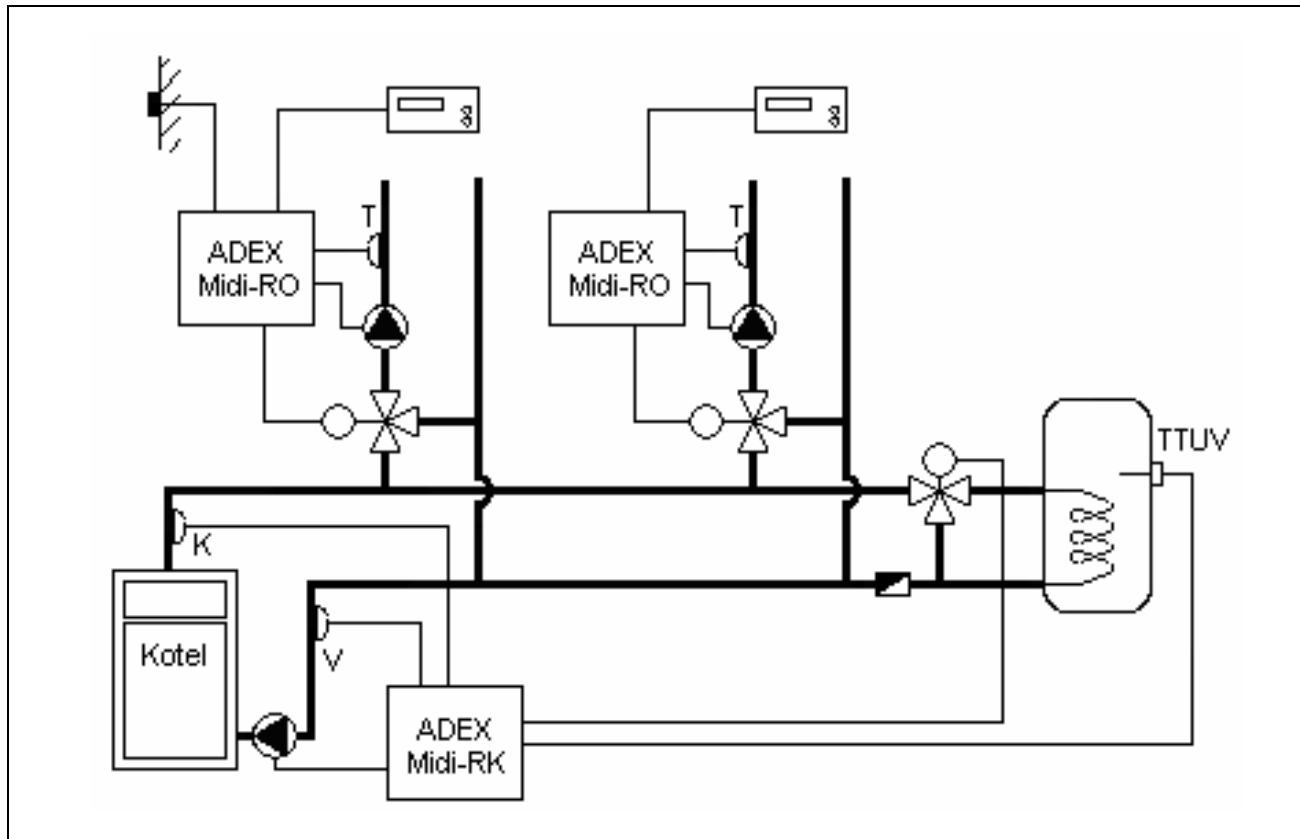 T
T
ADEX
Midi-RO
ADEX
Midi-RO
TTUV
K
Kotel
V
ADEX
Midi-RK